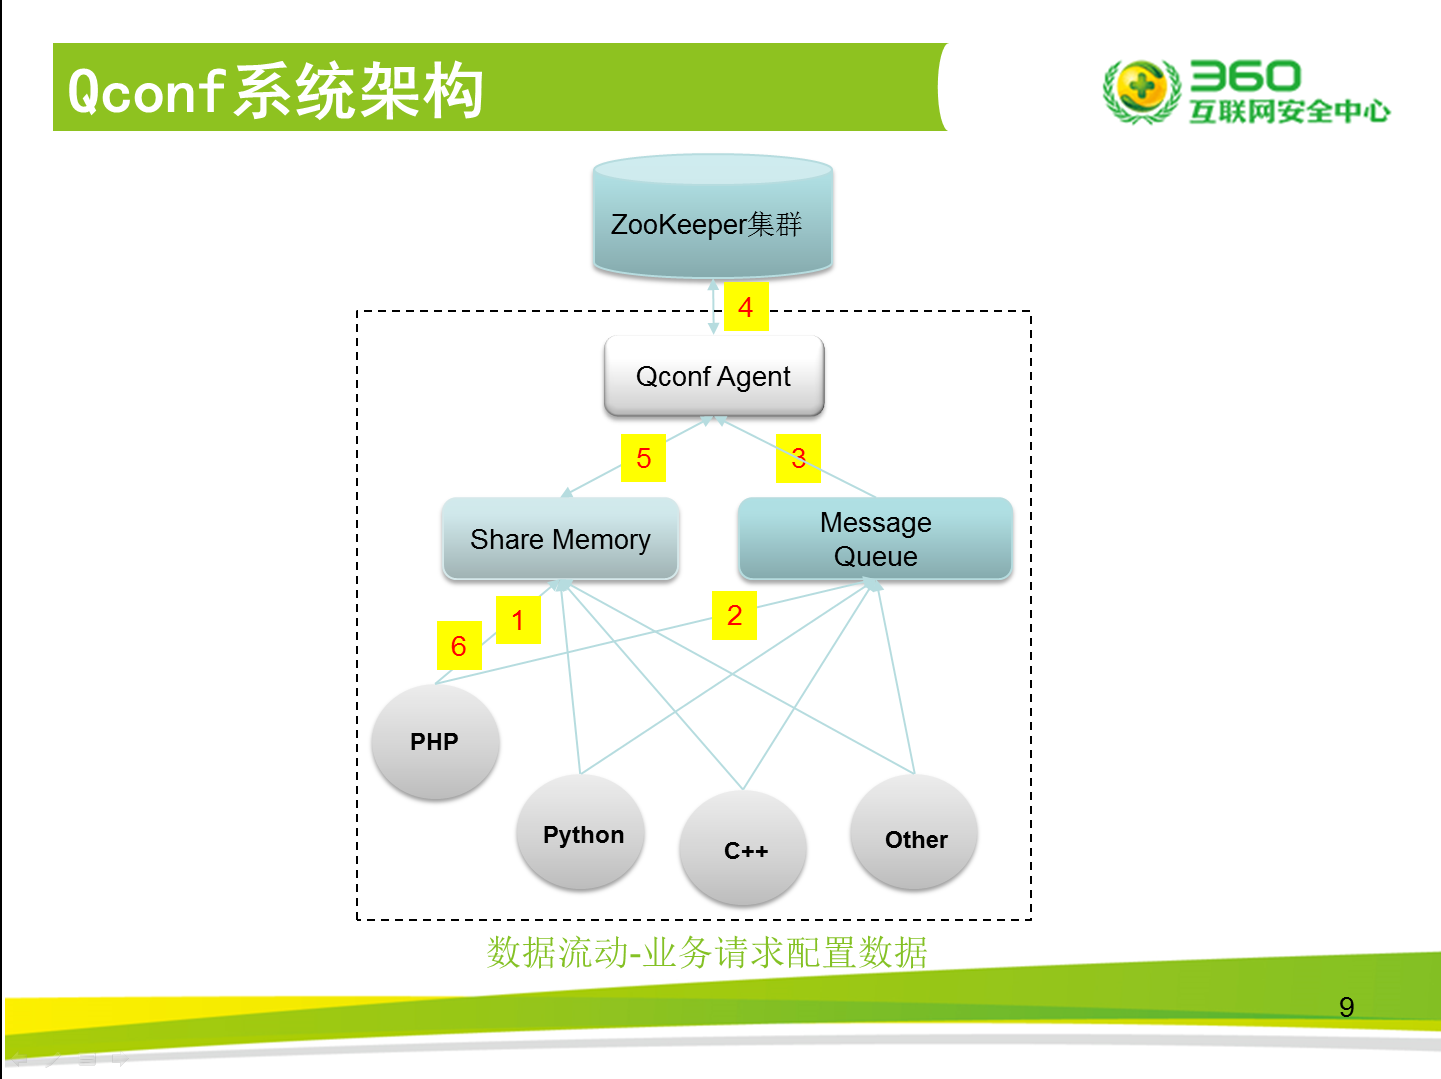 Qconf系统架构
360
互联网安全中心
ZooKeeper集群
4
Qconf Agent
5
3
Share Memory
Message
Queue
1
2
6
PHP
Python
C++
Other
数据流动-业务请求配置数据
9